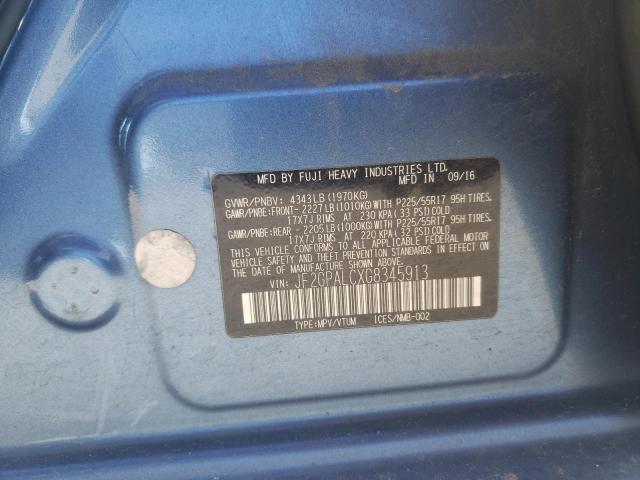 MFD BY FUJI HEAVY INDUSTRIES LTD.
MFD IN 09/16
GVWR/PNBV: 4343LB (1970KG)
GAWR/PNBE:FRONT- 2227LB(1010KG)WITH P225/55R17 95H TIRES.
17X7J RIMS AT 230 KPA( 33 PSI) COLD
GAWR/PNBE:REAR - 2205LB(1000KG)WITH P225/55R17 95H TIRES.
17X7J RIMS AT 220 KPA( 32 PSI) COLD
THIS VEHICLE CONFORMS TO ALL APPLICABLE FEDERAL MOTOR
VEHICLE SAFETY STANDARDS IN EFFECT ON
THE DATE OF MANUFACTURE SHOWN ABOVE.
VIN: JF2GPALCXG8345913
TYPE:MPV/VTUM ICES/NMB-002